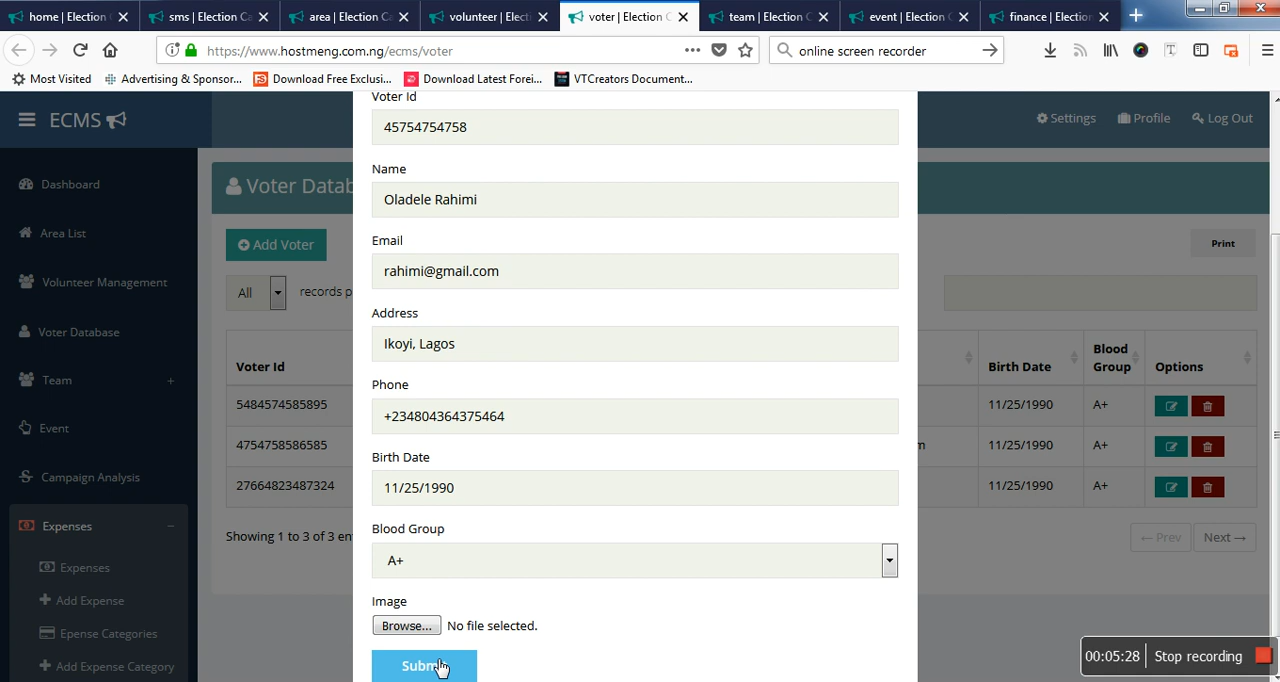 home | Election C
sms | Election Ca
area | Election Ca
volunteer | Electi
voter | Election C
team | Election C
event | Election C
finance | Election
https://www.hostmeng.com.ng/ecms/voter
online screen recorder
Most Visited
Advertising & Sponsor...
Download Free Exclusi...
Download Latest Forei...
VTCreators Document...
ECMS
Settings
Profile
Log Out
Dashboard
Area List
Volunteer Management
Voter Database
Team
Event
Campaign Analysis
Expenses
Expenses
Add Expense
Epense Categories
Add Expense Category
Voter Datab
Add Voter
Print
All
records p
Voter Id
Birth Date
Blood
Group
Options
5484574585895
11/25/1990
A+
4754758586585
m
11/25/1990
A+
27664823487324
11/25/1990
A+
Showing 1 to 3 of 3 en
← Prev
Next →
Voter Id
45754754758
Name
Oladele Rahimi
Email
rahimi@gmail.com
Address
Ikoyi, Lagos
Phone
+234804364375464
Birth Date
11/25/1990
Blood Group
A+
Image
Browse...
No file selected.
Submit
00:05:28
Stop recording